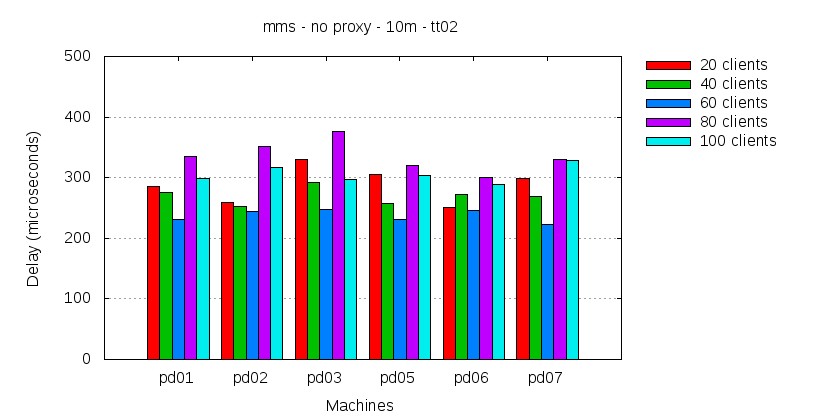 mms - no proxy - 10m - tt02
500
400
300
200
100
0
Delay (microseconds)
pd01 pd02 pd03 pd05 pd06 pd07
Machines
20 clients
40 clients
60 clients
80 clients
100 clients